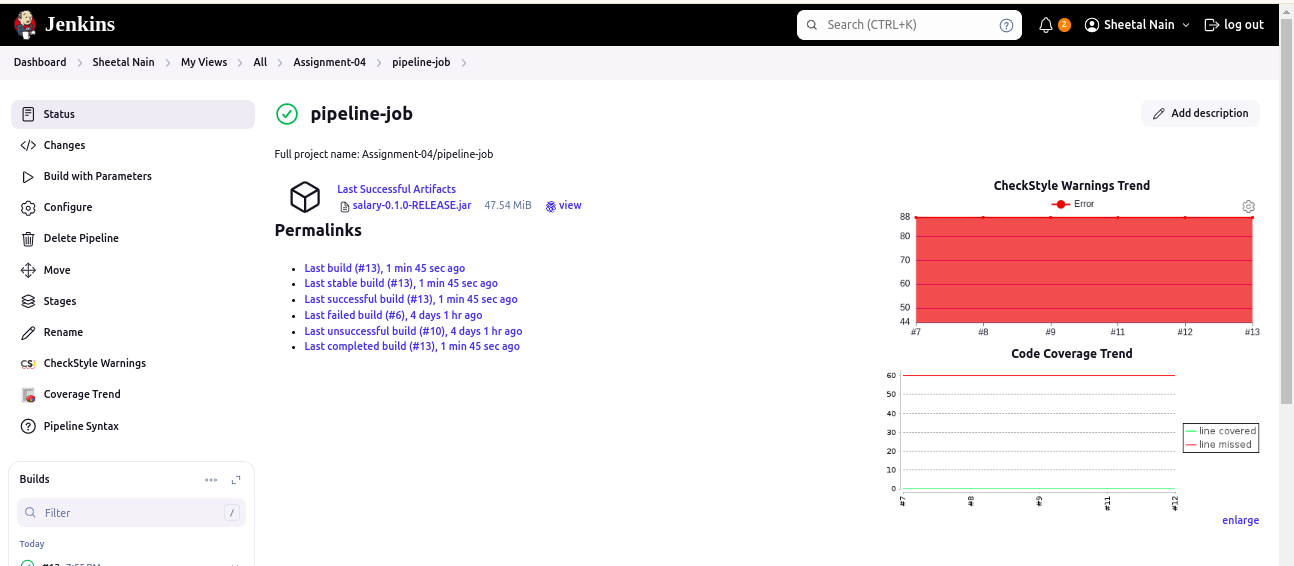 Jenkins
Search (CTRL+K)
?
2
Sheetal Nain
log out
Dashboard > Sheetal Nain > My Views > All > Assignment-04 > pipeline-job >
Status
Changes
Build with Parameters
Configure
Delete Pipeline
Move
Stages
Rename
CS! CheckStyle Warnings
Coverage Trend
? Pipeline Syntax
Builds
Filter
/
Today
#13 7:55 PM
pipeline-job
Add description
Full project name: Assignment-04/pipeline-job
Last Successful Artifacts
salary-0.1.0-RELEASE.jar 47.54 MiB view
Permalinks
Last build (#13), 1 min 45 sec ago
Last stable build (#13), 1 min 45 sec ago
Last successful build (#13), 1 min 45 sec ago
Last failed build (#6), 4 days 1 hr ago
Last unsuccessful build (#10), 4 days 1 hr ago
Last completed build (#13), 1 min 45 sec ago
CheckStyle Warnings Trend
Error
88
80
70
60
50
44
#7 #8 #9 #11 #12 #13
Code Coverage Trend
60
50
40
30
20
10
0
#7 #8 #9 #11 #12
line covered
line missed
enlarge